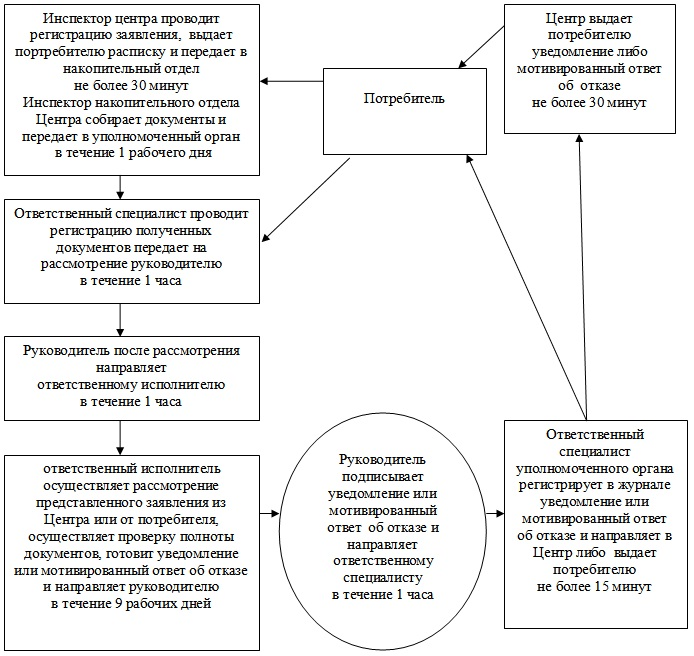 Инспектор центра проводит
регистрацию заявления, выдает
портребителю расписку и передает в
накопительный отдел
не более 30 минут
Инспектор накопительного отдела
Центра собирает документы и
передает в уполномоченный орган
в течение 1 рабочего дня
Потребитель
Центр выдает
потребителю
уведомление либо
мотивированный ответ
об отказе
не более 30 минут
Ответственный специалист проводит
регистрацию полученных
документов передает на
рассмотрение руководителю
в течение 1 часа
Руководитель после рассмотрения
направляет
ответственному исполнителю
в течение 1 часа
ответственный исполнитель
осуществляет рассмотрение
представленного заявления из
Центра или от потребителя,
осуществляет проверку полноты
документов, готовит уведомление
или мотивированный ответ об отказе
и направляет руководителю
в течение 9 рабочих дней
Руководитель
подписывает
уведомление или
мотивированный
ответ об отказе и
направляет
ответственному
специалисту
в течение 1 часа
Ответственный
специалист
уполномоченного органа
регистрирует в журнале
уведомление или
мотивированный ответ
об отказе и направляет в
Центр либо выдает
потребителю
не более 15 минут